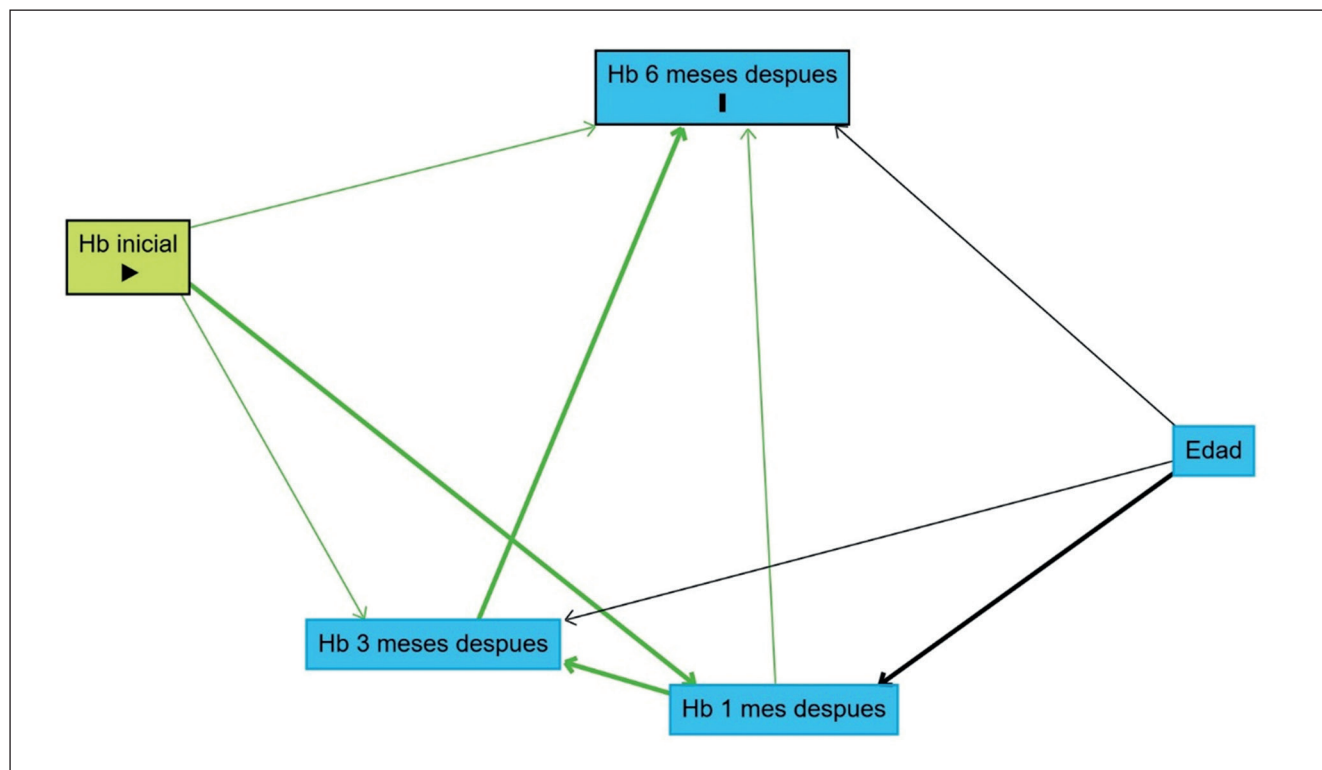 Hb 6 meses despues
Hb inicial
Edad
Hb 3 meses despues
Hb 1 mes despues